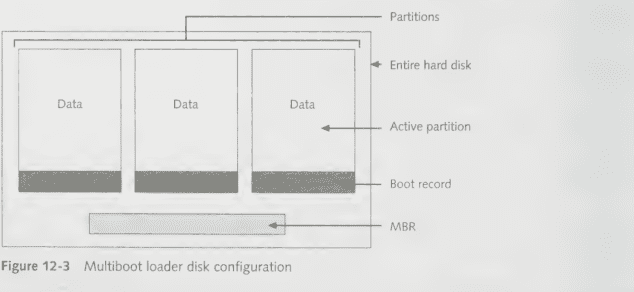 Partitions
Entire hard disk
Data Data Data
Active partition
Boot record
MBR
Figure 12-3 Multiboot loader disk configuration